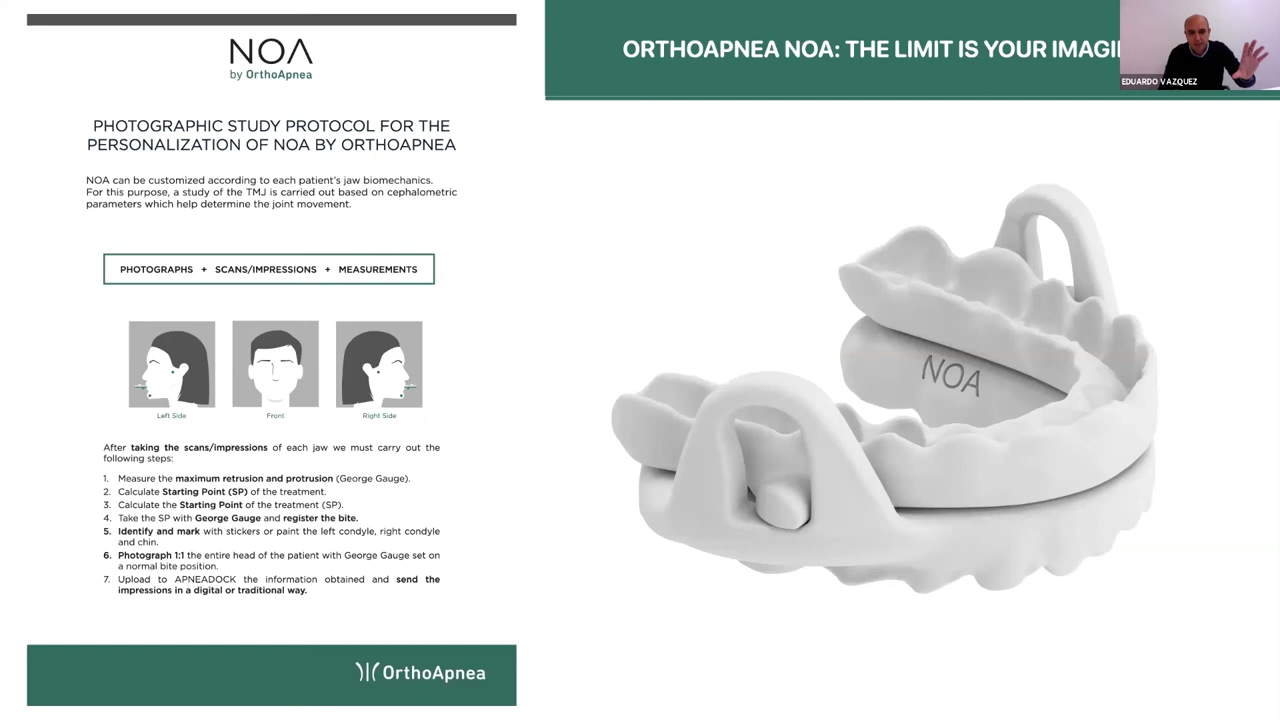 NOA
by OrthoApnea
PHOTOGRAPHIC STUDY PROTOCOL FOR THE
PERSONALIZATION OF NOA BY ORTHOAPNEA
NOA can be customized according to each patient's jaw biomechanics.
For this purpose, a study of the TMJ is carried out based on cephalometric
parameters which help determine the joint movement.
PHOTOGRAPHS + SCANS/IMPRESSIONS + MEASUREMENTS
Left Side
Front
Right Side
After taking the scans/impressions of each jaw we must carry out the
following steps:
1. Measure the maximum retrusion and protrusion (George Gauge).
2. Calculate Starting Point (SP) of the treatment.
3. Calculate the Starting Point of the treatment (SP).
4. Take the SP with George Gauge and register the bite.
5. Identify and mark with stickers or paint the left condyle, right condyle
and chin.
6. Photograph 1:1 the entire head of the patient with George Gauge set on
a normal bite position.
7. Upload to APNEADOCK the information obtained and send the
impressions in a digital or traditional way.
OrthoApnea
ORTHOAPNEA NOA: THE LIMIT IS YOUR IMAGI
EDUARDO VAZQUEZ
NOA